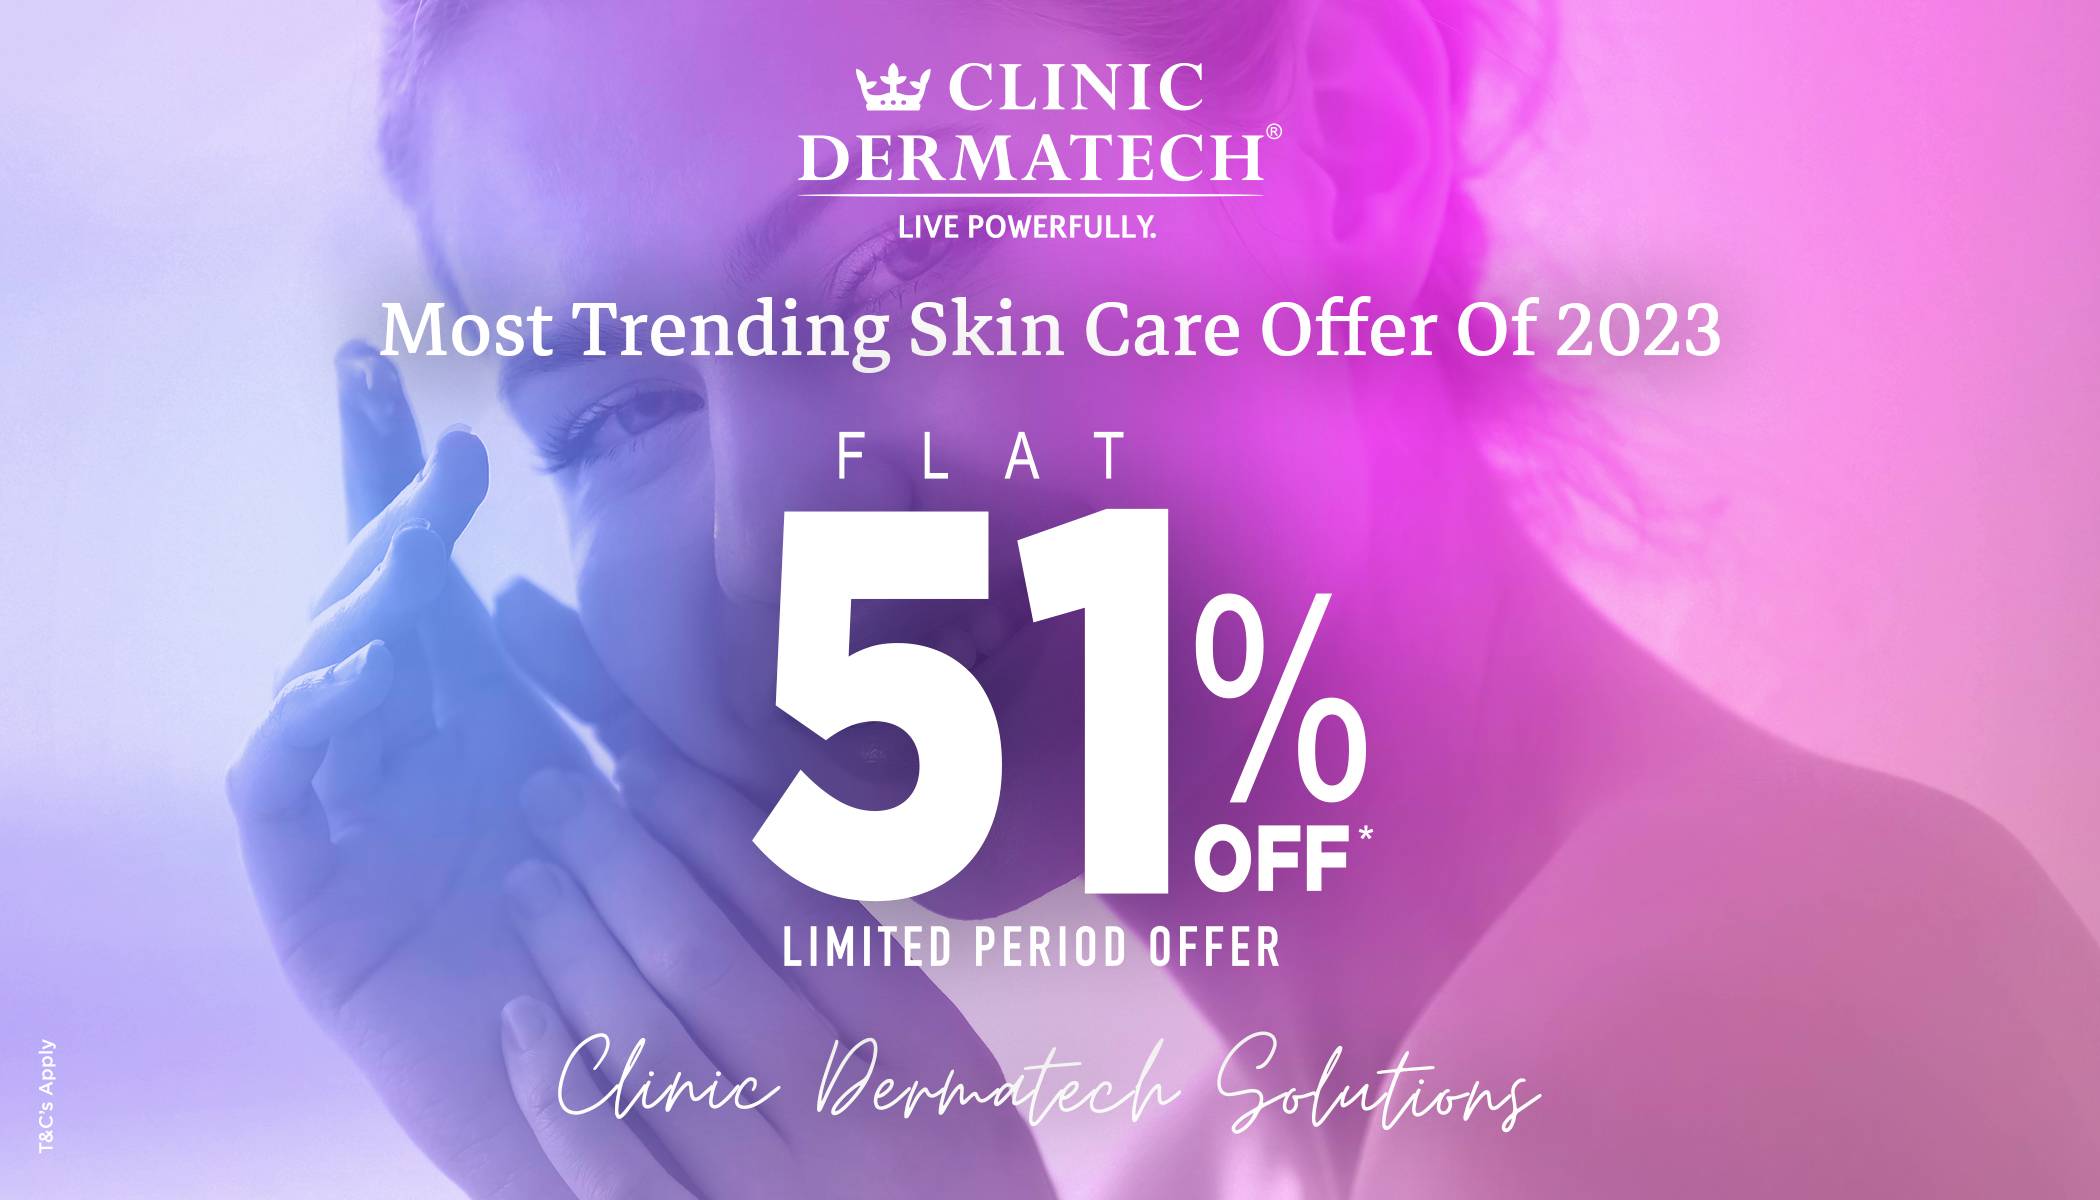 CLINIC
DERMATECH®
LIVE POWERFULLY.
Most Trending Skin Care Offer Of 2023
FLAT
51%
OFF*
LIMITED PERIOD OFFER
Clinic Dermatech Solutions
T&C's Apply